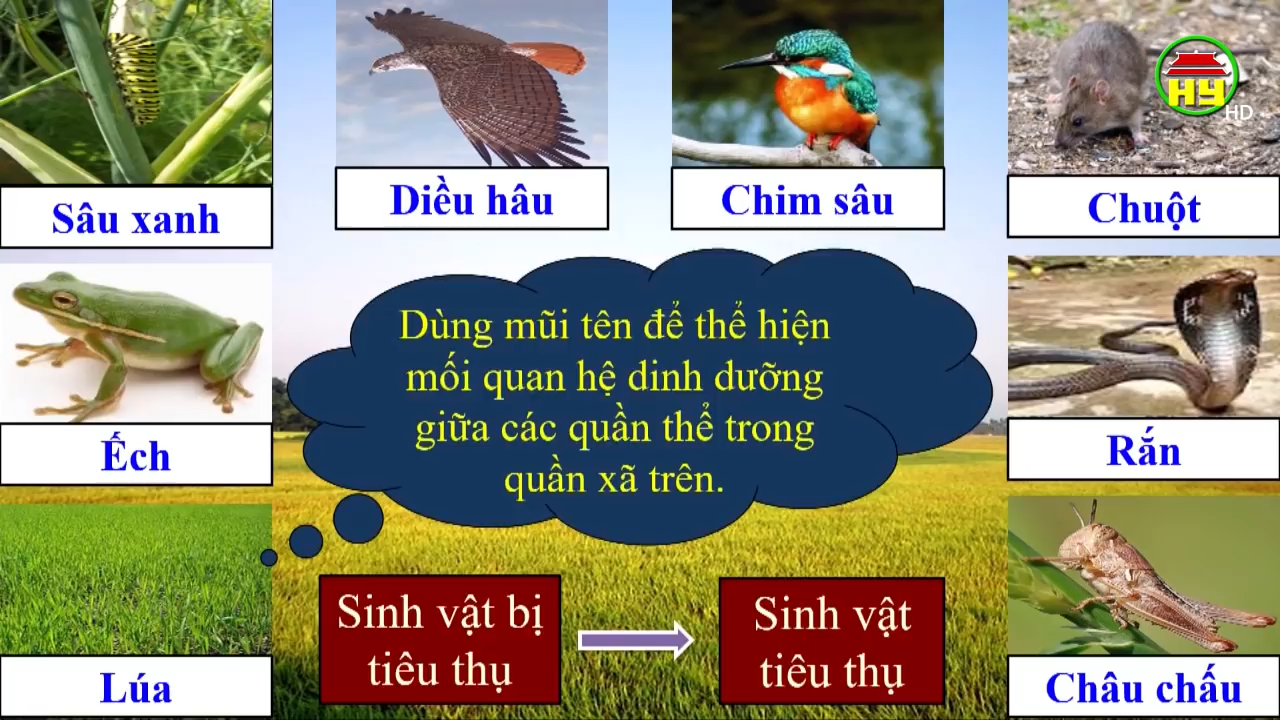 HY
HD
Sâu xanh
Diều hâu
Chim sâu
Chuột
Dùng mũi tên để thể hiện
mối quan hệ dinh dưỡng
giữa các quần thể trong
quần xã trên.
Ếch
Rắn
Lúa
Sinh vật bị
tiêu thụ
Sinh vật
tiêu thụ
Châu chấu